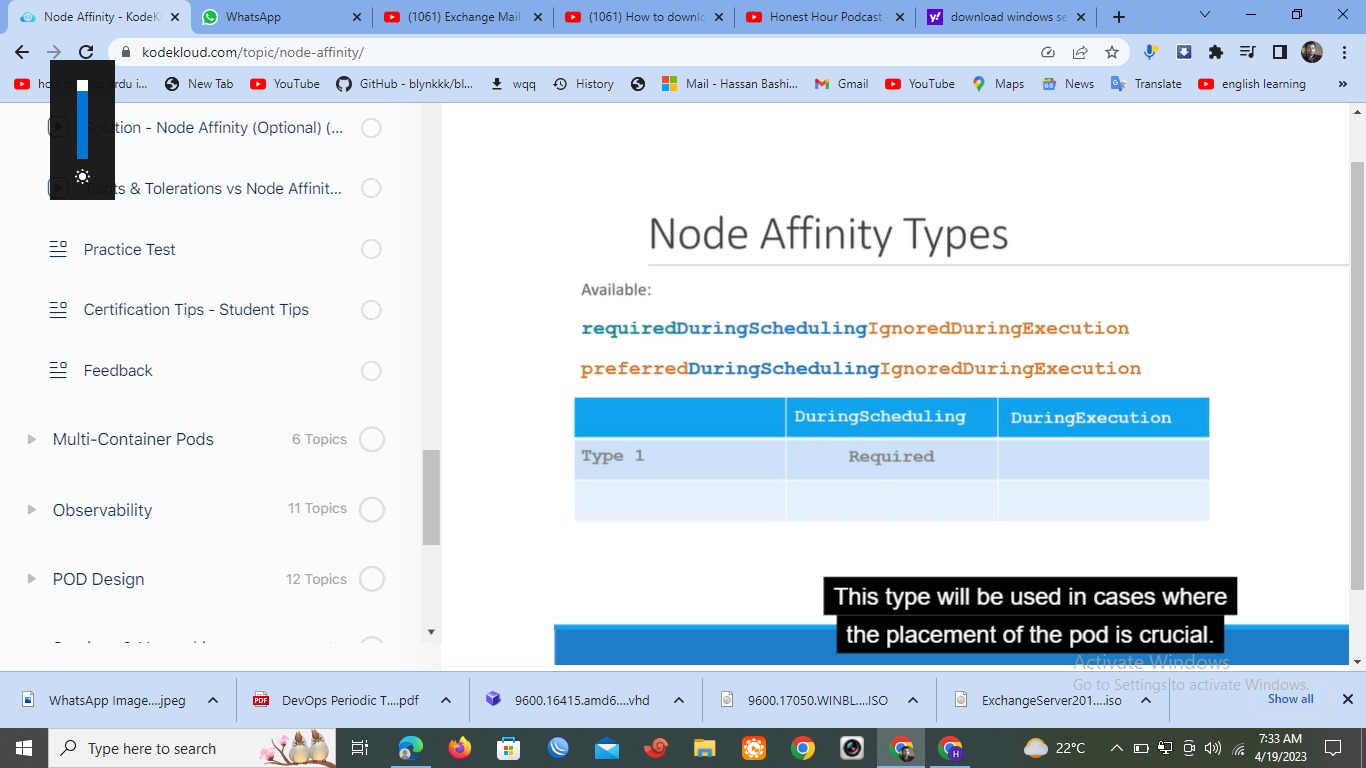 Node Affinity - KodeK
WhatsApp
(1061) Exchange Mail
(1061) How to downlo
Honest Hour Podcast
download windows se
kodekloud.com/topic/node-affinity/
urdu i...
New Tab
YouTube
GitHub - blynkkk/bl...
wqq
History
Mail - Hassan Bashi...
Gmail
YouTube
Maps
News
Translate
english learning
»
Solution - Node Affinity (Optional) (...
Taints & Tolerations vs Node Affinit...
Practice Test
Certification Tips - Student Tips
Feedback
Multi-Container Pods 6 Topics
Observability 11 Topics
POD Design 12 Topics
Node Affinity Types
Available:
requiredDuringSchedulingIgnoredDuringExecution
preferredDuringSchedulingIgnoredDuringExecution
DuringScheduling DuringExecution
Type 1 Required
This type will be used in cases where
the placement of the pod is crucial.
Activate Windows
Go to Settings to activate Windows.
WhatsApp Image....jpeg
DevOps Periodic T....pdf
9600.16415.amd6....vhd
9600.17050.WINBL....ISO
ExchangeServer201....iso
Show all
Type here to search
22°C
7:33 AM
4/19/2023